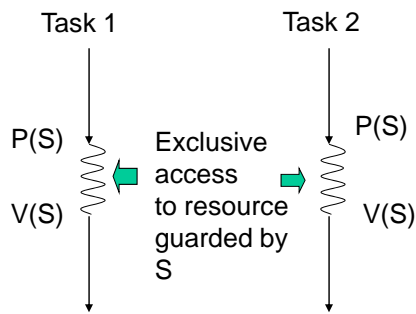 Task 1
Task 2
P(S)
V(S)
Exclusive
access
to resource
guarded by
S
P(S)
V(S)